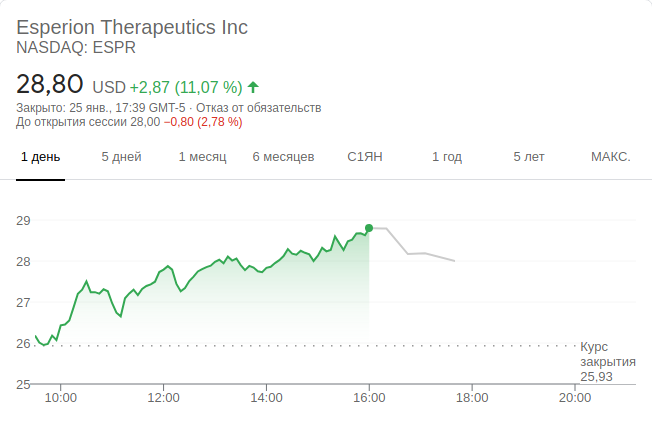 Esperion Therapeutics Inc
NASDAQ: ESPR
28,80 USD +2,87 (11,07 %)
Закрыто: 25 янв., 17:39 GMT-5 · Отказ от обязательств
До открытия сессии 28,00 −0,80 (2,78 %)
1 день 5 дней 1 месяц 6 месяцев С1ЯН 1 год 5 лет МАКС.
29
28
27
26
25
Курс
закрытия
25,93
10:00 12:00 14:00 16:00 18:00 20:00